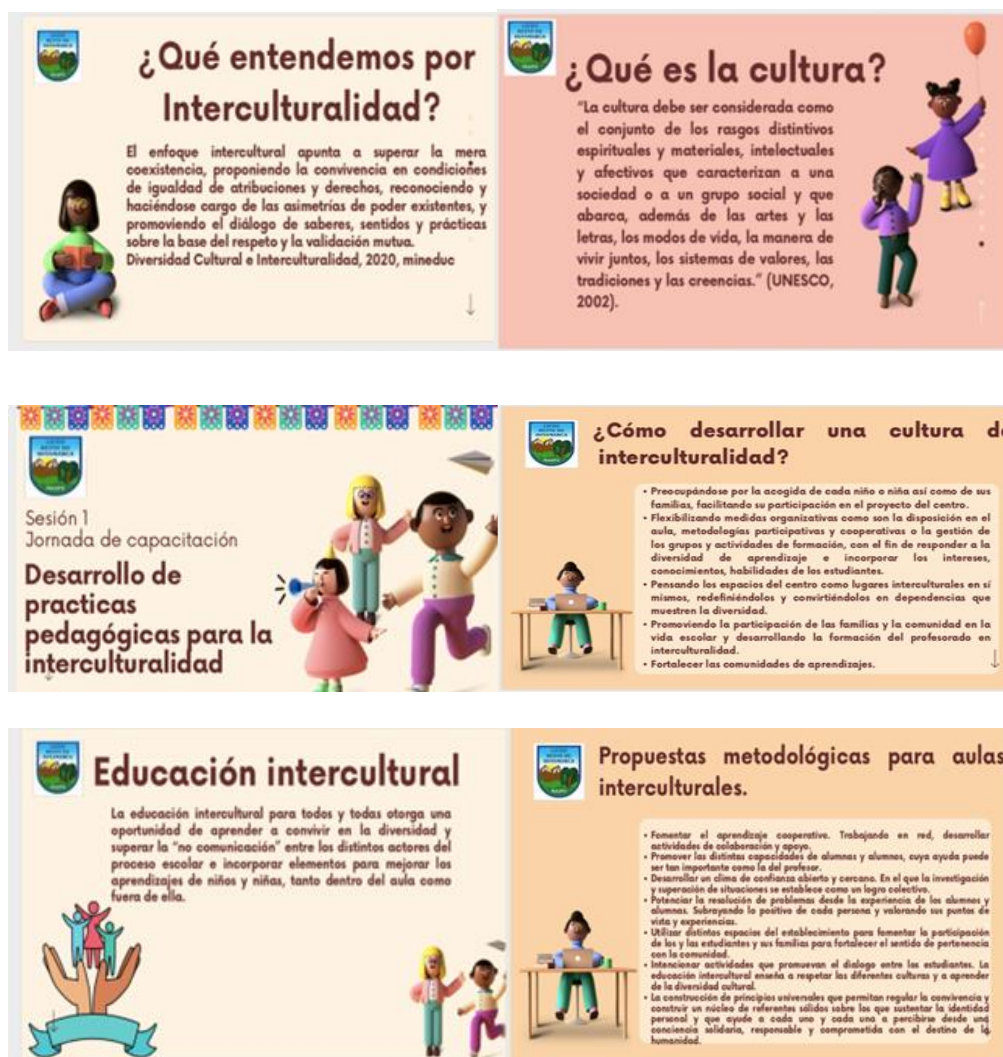 ¿Qué entendemos por
Interculturalidad?
El enfoque intercultural apunta a superar la mera
coexistencia, proponiendo la convivencia en condiciones
de igualdad de atribuciones y derechos, reconociendo y
haciéndose cargo de las asimetrías de poder existentes, y
promoviendo el diálogo de saberes, sentidos y prácticas
sobre la base del respeto y la validación mutua.
Diversidad Cultural e Interculturalidad, 2020, mineduc
¿Qué es la cultura?
"La cultura debe ser considerada como
el conjunto de los rasgos distintivos
espirituales y materiales, intelectuales
y afectivos que caracterizan a una
sociedad o a un grupo social y que
abarca, además de las artes y las
letras, los modos de vida, la manera de
vivir juntos, los sistemas de valores, las
tradiciones y las creencias." (UNESCO,
2002).
Sesión 1
Jornada de capacitación
Desarrollo de
practicas
pedagógicas para la
interculturalidad
¿Cómo desarrollar una cultura de
interculturalidad?
• Preocupándose por la acogida de cada niño o niña así como de sus
familias, facilitando su participación en el proyecto del centro.
• Flexibilizando medidas organizativas como son la disposición en el
aula, metodologías participativas y cooperativas o la gestión de
los grupos y actividades de formación, con el fin de responder a la
diversidad de aprendizaje e incorporar los intereses,
conocimientos, habilidades de los estudiantes.
• Pensando los espacios del centro como lugares interculturales en sí
mismos, redefiniéndolos y convirtiéndolos en dependencias que
muestren la diversidad.
• Promoviendo la participación de las familias y la comunidad en la
vida escolar y desarrollando la formación del profesorado en
interculturalidad.
• Fortalecer las comunidades de aprendizajes.
Educación intercultural
La educación intercultural para todos y todas otorga una
oportunidad de aprender a convivir en la diversidad y
superar la "no comunicación" entre los distintos actores del
proceso escolar e incorporar elementos para mejorar los
aprendizajes de niños y niñas, tanto dentro del aula como
fuera de ella.
Propuestas metodológicas para aulas
interculturales.
• Fomentar el aprendizaje cooperativo. Trabajando en red, desarrollar
actividades de colaboración y apoyo.
• Promover las distintas capacidades de alumnas y alumnos, cuya ayuda puede
ser tan importante como la del profesor.
• Desarrollar un clima de confianza abierto y cercano. En el que la investigación
y superación de situaciones se establece como un logro colectivo.
• Potenciar la resolución de problemas desde la experiencia de los alumnos y
alumnas. Subrayando lo positivo de cada persona y valorando sus puntos de
vista y experiencias.
• Utilizar distintos espacios del establecimiento para fomentar la participación
de los y las estudiantes y sus familias para fortalecer el sentido de pertenencia
con la comunidad.
• Intencionar actividades que promuevan el dialogo entre los estudiantes. La
educación intercultural enseña a respetar las diferentes culturas y a aprender
de la diversidad cultural.
• La construcción de principios universales que permitan regular la convivencia y
construir un núcleo de referentes sólidos sobre los que sustentar la identidad
personal y que ayude a cada uno y cada una a percibirse desde una
conciencia solidaria, responsable y comprometida con el destino de la
humanidad.